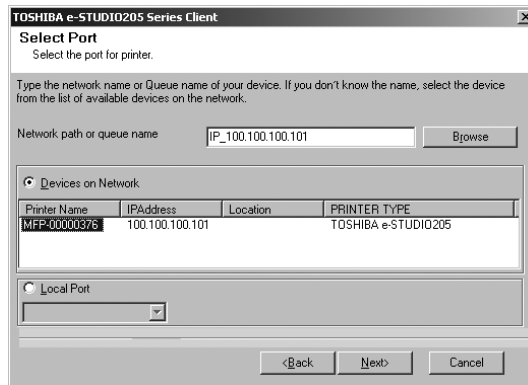 TOSHIBA e-STUDIO205 Series Client
Select Port
Select the port for printer.
Type the network name or Queue name of your device. If you don't know the name, select the device
from the list of available devices on the network.
Network path or queue name IP_100.100.100.101 Browse
Devices on Network
Printer Name IPAddress Location PRINTER TYPE
MFP-00000376 100.100.100.101 TOSHIBA e-STUDIO205
Local Port
<Back Next> Cancel